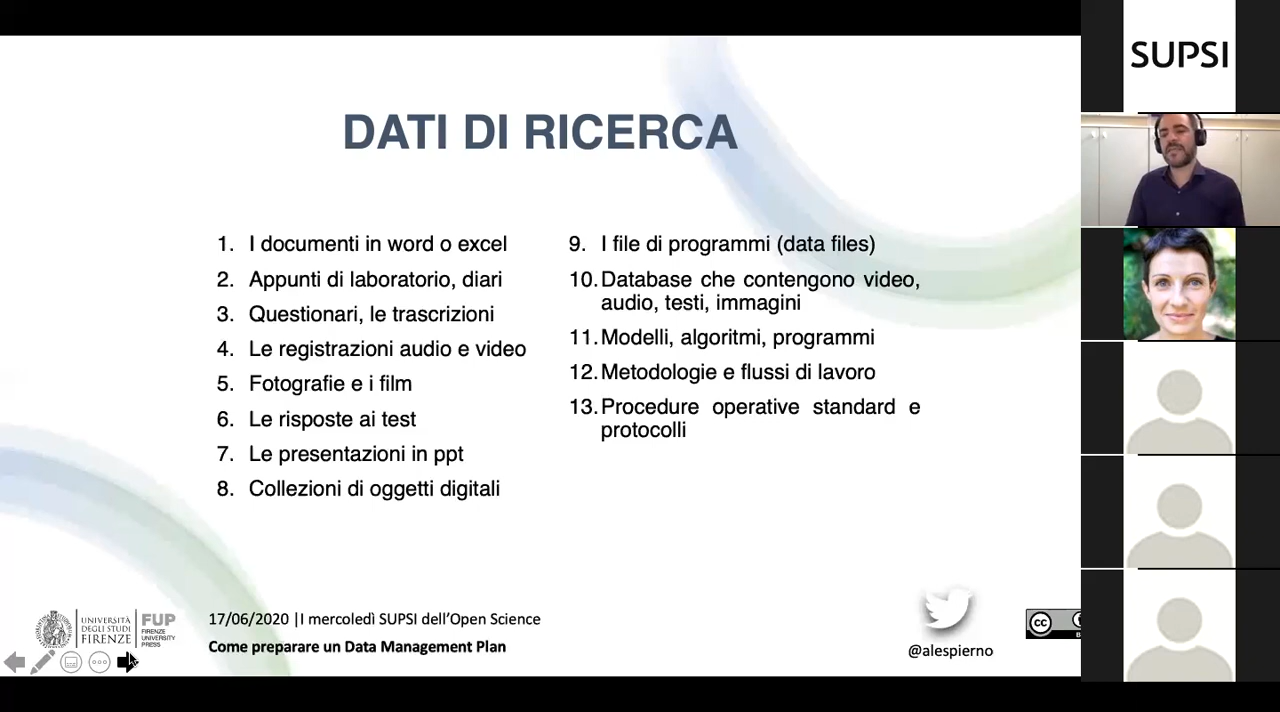 DATI DI RICERCA
1. I documenti in word o excel
2. Appunti di laboratorio, diari
3. Questionari, le trascrizioni
4. Le registrazioni audio e video
5. Fotografie e i film
6. Le risposte ai test
7. Le presentazioni in ppt
8. Collezioni di oggetti digitali
9. I file di programmi (data files)
10. Database che contengono video,
audio, testi, immagini
11. Modelli, algoritmi, programmi
12. Metodologie e flussi di lavoro
13. Procedure operative standard e
protocolli
UNIVERSITÀ
DEGLI STUDI
FIRENZE
FUP
FIRENZE
UNIVERSITY
PRESS
17/06/2020 |I mercoledì SUPSI dell'Open Science
Come preparare un Data Management Plan
@alespierno
CC
SUPSI